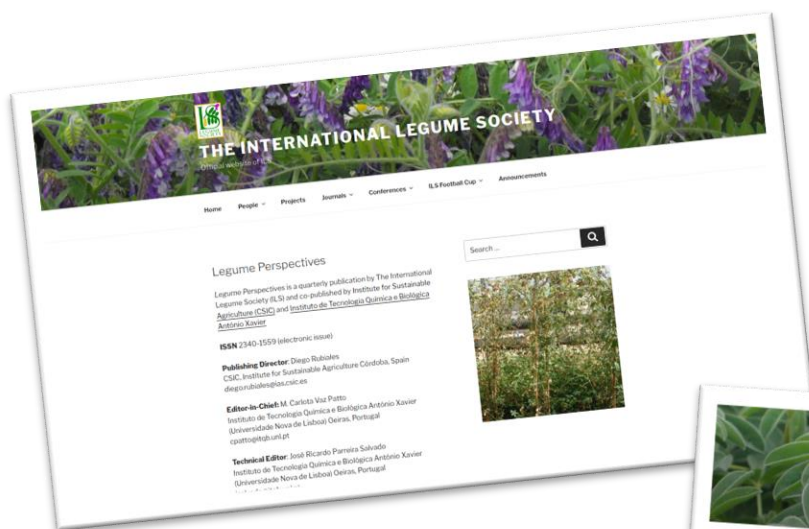 THE INTERNATIONAL LEGUME SOCIETY
Official website of ILS
Home People Projects Journals Conferences ILS Football Cup Announcements
Search ...
Legume Perspectives
Legume Perspectives is a quarterly publication by The International
Legume Society (ILS) and co-published by Institute for Sustainable
Agriculture (CSIC) and Instituto de Tecnologia Química e Biológica
António Xavier
ISSN 2340-1559 (electronic issue)
Publishing Director: Diego Rubiales
CSIC, Institute for Sustainable Agriculture Córdoba, Spain
diego.rubiales@ias.csic.es
Editor-in-Chief: M. Carlota Vaz Patto
Instituto de Tecnologia Química e Biológica António Xavier
(Universidade Nova de Lisboa) Oeiras, Portugal
cpatto@itqb.unl.pt
Technical Editor: José Ricardo Parreira Salvado
Instituto de Tecnologia Química e Biológica António Xavier
(Universidade Nova de Lisboa) Oeiras, Portugal